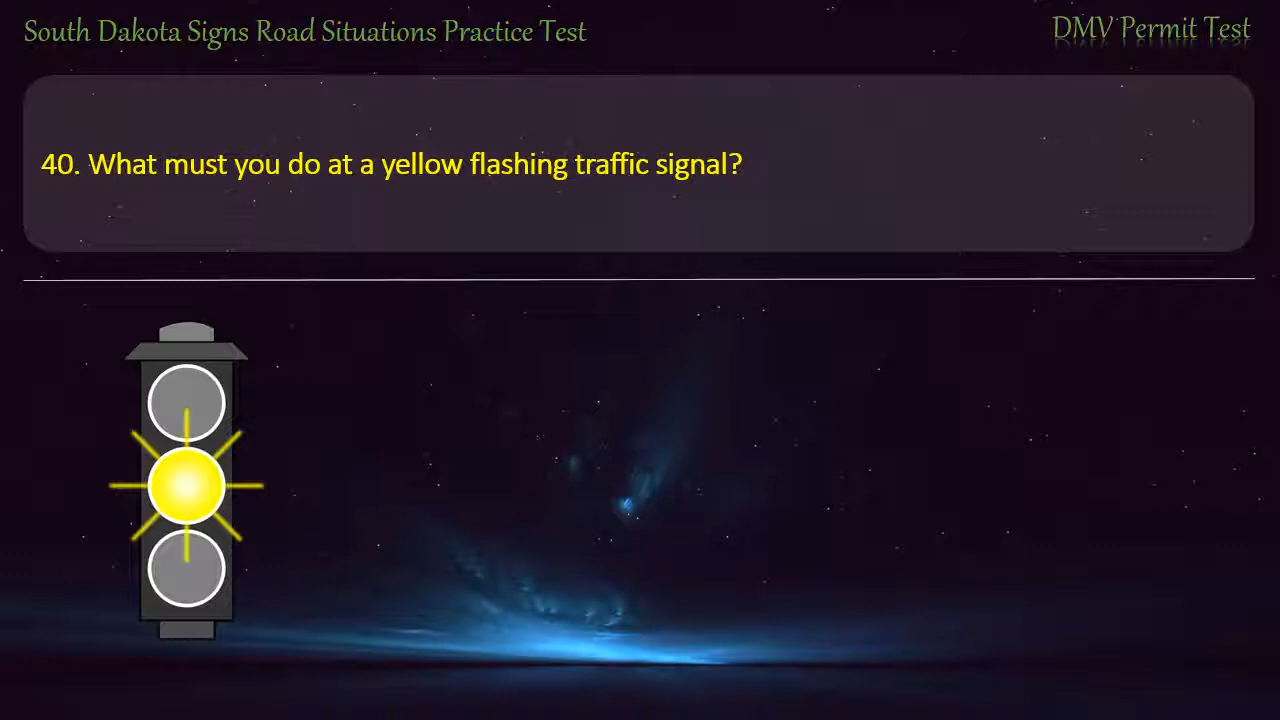 South Dakota Signs Road Situations Practice Test
DMV Permit Test
40. What must you do at a yellow flashing traffic signal?